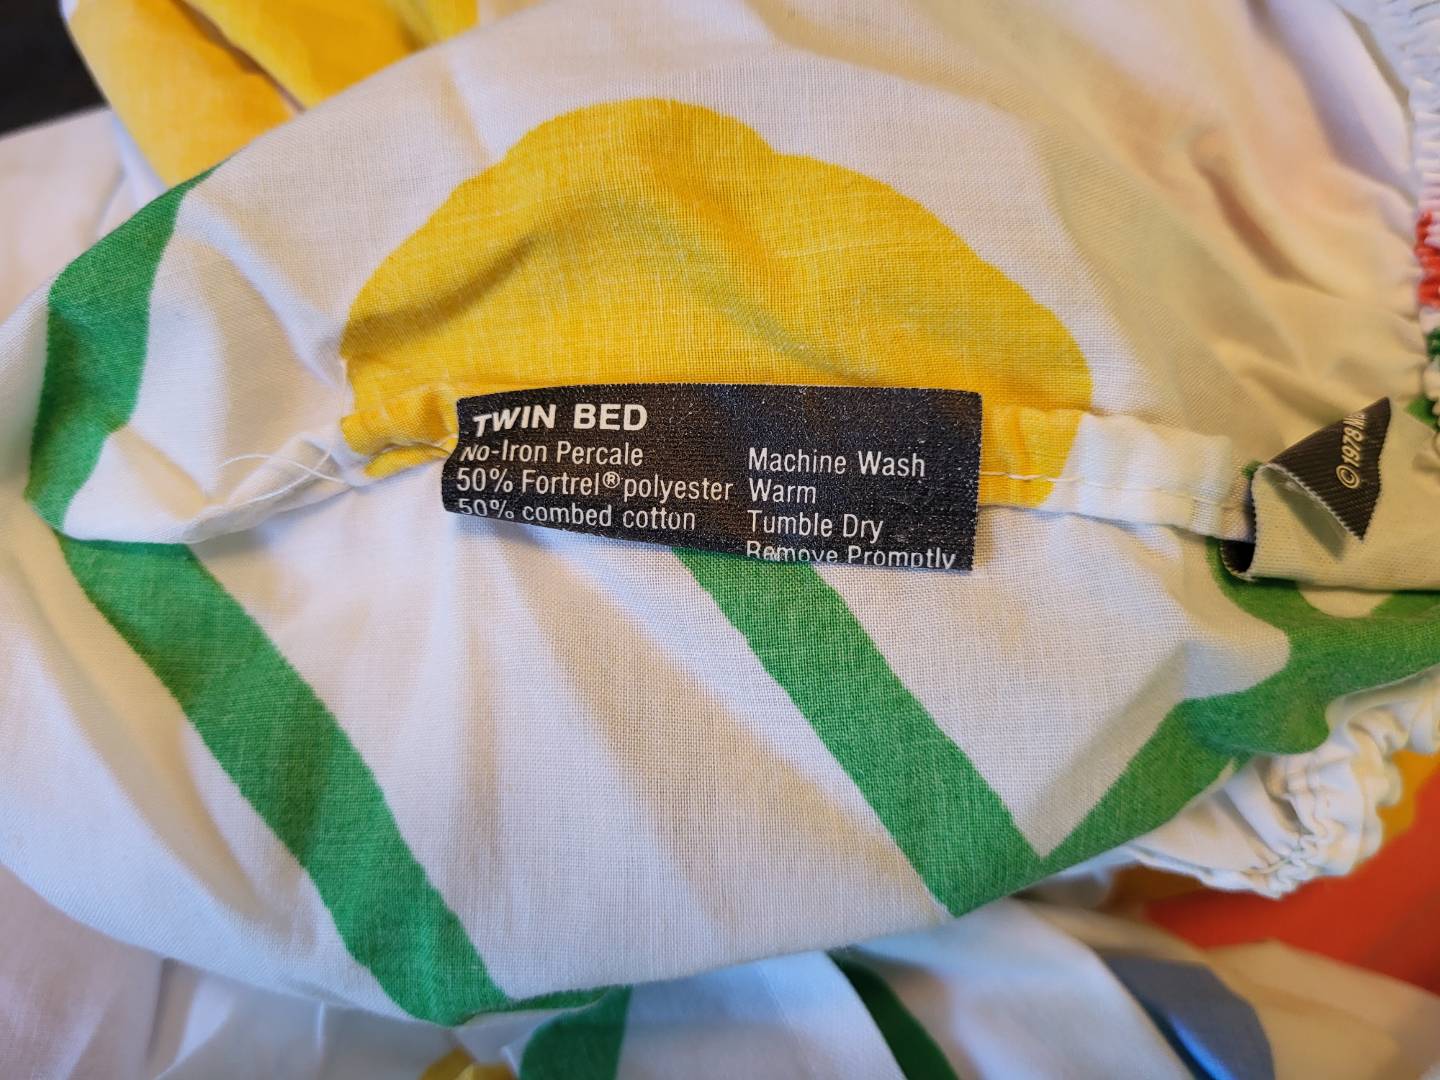 TWIN BED
No-Iron Percale
50% Fortrel® polyester
50% combed cotton
Machine Wash
Warm
Tumble Dry
Remove Promptly
©1978